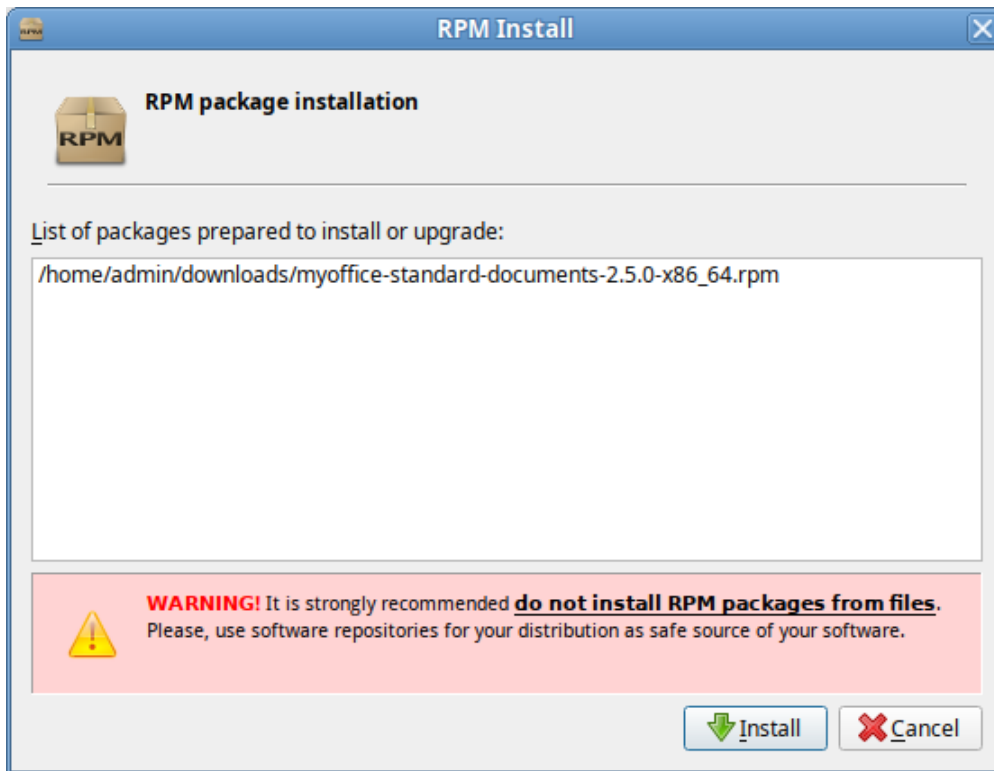 RPM Install
RPM package installation
RPM
List of packages prepared to install or upgrade:
/home/admin/downloads/myoffice-standard-documents-2.5.0-x86_64.rpm
WARNING! It is strongly recommended do not install RPM packages from files.
Please, use software repositories for your distribution as safe source of your software.
Install
Cancel